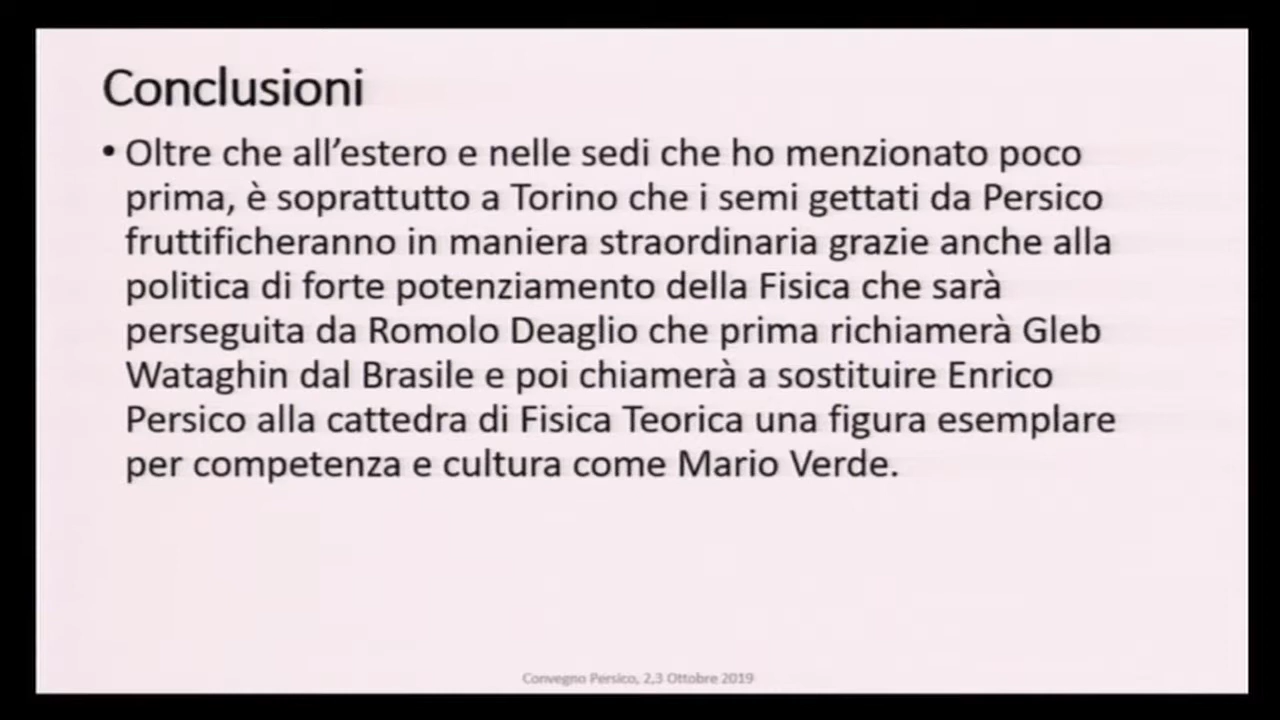 Conclusioni
• Oltre che all’estero e nelle sedi che ho menzionato poco
prima, è soprattutto a Torino che i semi gettati da Persico
fruttificheranno in maniera straordinaria grazie anche alla
politica di forte potenziamento della Fisica che sarà
perseguita da Romolo Deaglio che prima richiamerà Gleb
Wataghin dal Brasile e poi chiamerà a sostituire Enrico
Persico alla cattedra di Fisica Teorica una figura esemplare
per competenza e cultura come Mario Verde.
Convegno Persico, 2,3 Ottobre 2019